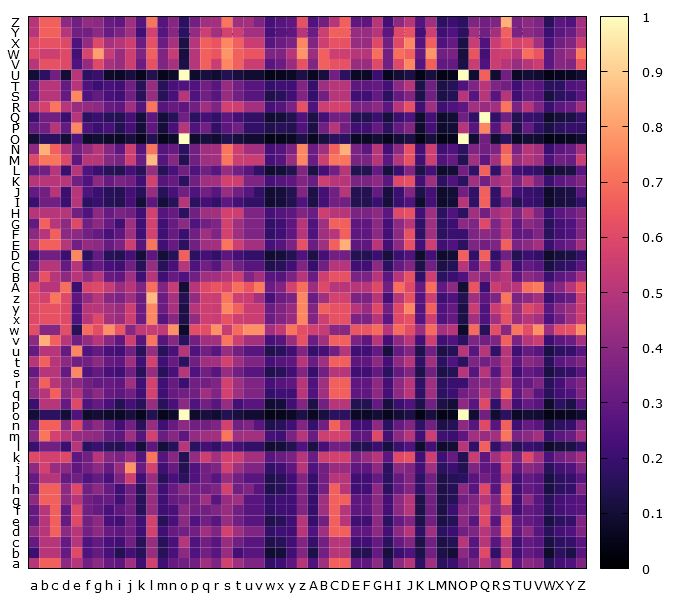 Z
Y
X
W
V
U
T
S
R
Q
P
O
N
M
L
K
J
I
H
G
F
E
D
C
B
A
z
y
x
w
v
u
t
s
r
q
p
o
n
m
l
k
j
i
h
g
f
e
d
c
b
a
a b c d e f g h i j k l m n o p q r s t u v w x y z A B C D E F G H I J K L M N O P Q R S T U V W X Y Z
1
0.9
0.8
0.7
0.6
0.5
0.4
0.3
0.2
0.1
0